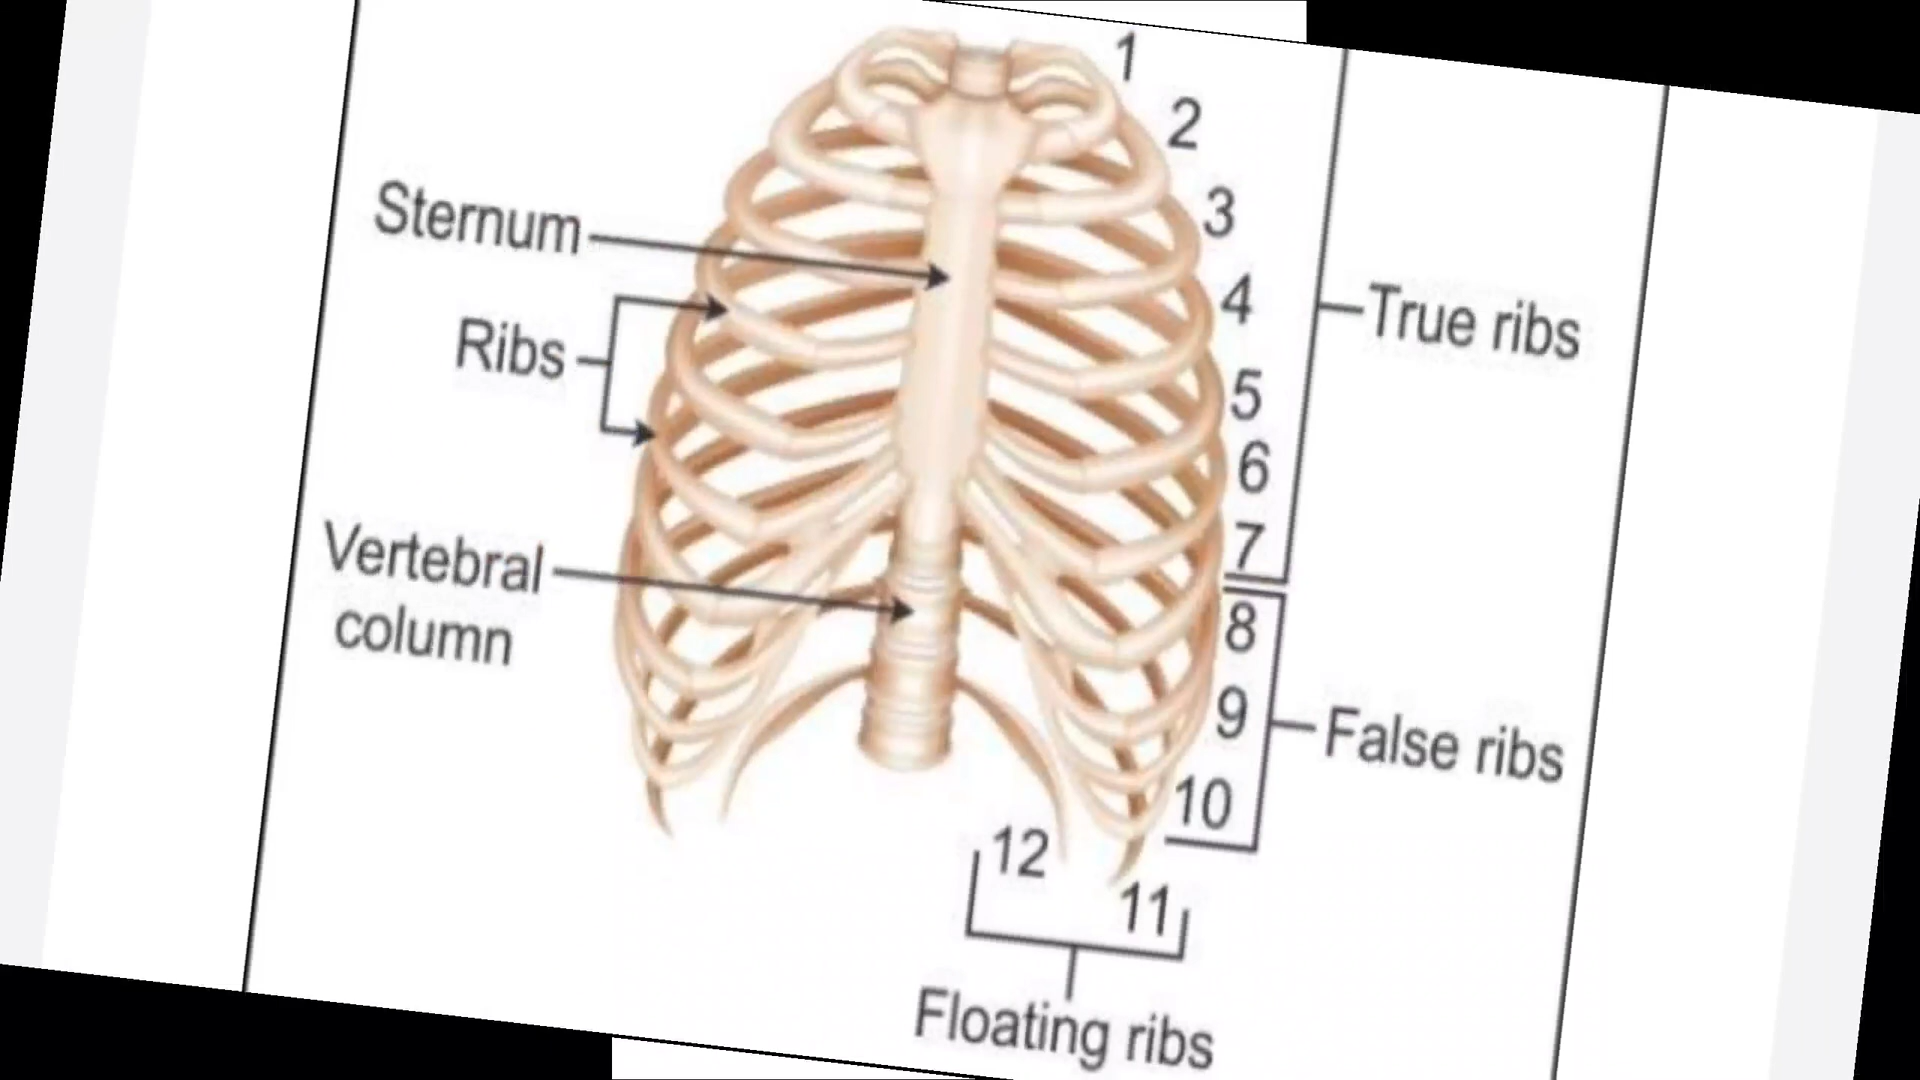 1
2
3
4
5
6
7
8
9
10
12
11
Sternum
Ribs
Vertebral
column
True ribs
False ribs
Floating ribs